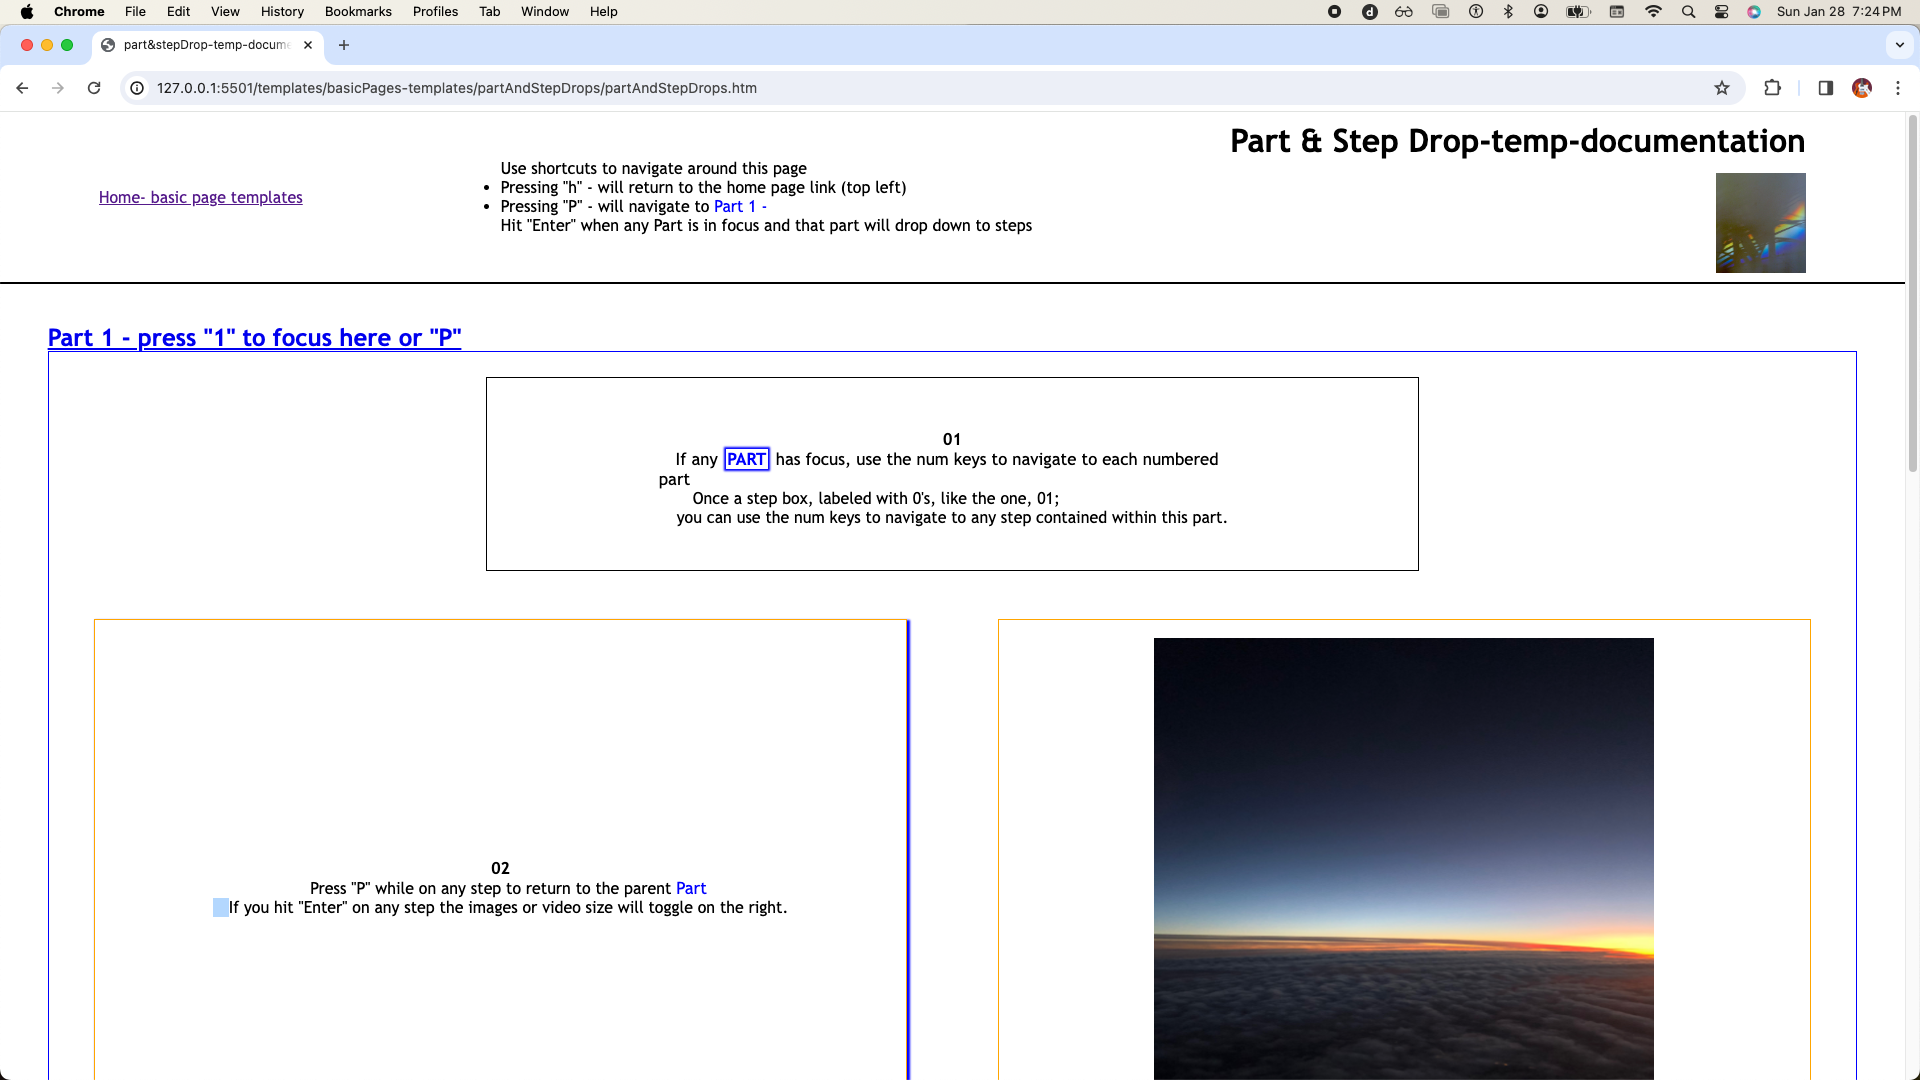 Chrome File Edit View History Bookmarks Profiles Tab Window Help Sun Jan 28 7:24 PM
part&stepDrop-temp-docume
127.0.0.1:5501/templates/basicPages-templates/partAndStepDrops/partAndStepDrops.htm
Part & Step Drop-temp-documentation
Home- basic page templates
Use shortcuts to navigate around this page
• Pressing "h" - will return to the home page link (top left)
• Pressing "P" - will navigate to Part 1 -
Hit "Enter" when any Part is in focus and that part will drop down to steps
Part 1 - press "1" to focus here or "P"
01
If any PART has focus, use the num keys to navigate to each numbered
part
Once a step box, labeled with 0's, like the one, 01;
you can use the num keys to navigate to any step contained within this part.
02
Press "P" while on any step to return to the parent Part
If you hit "Enter" on any step the images or video size will toggle on the right.